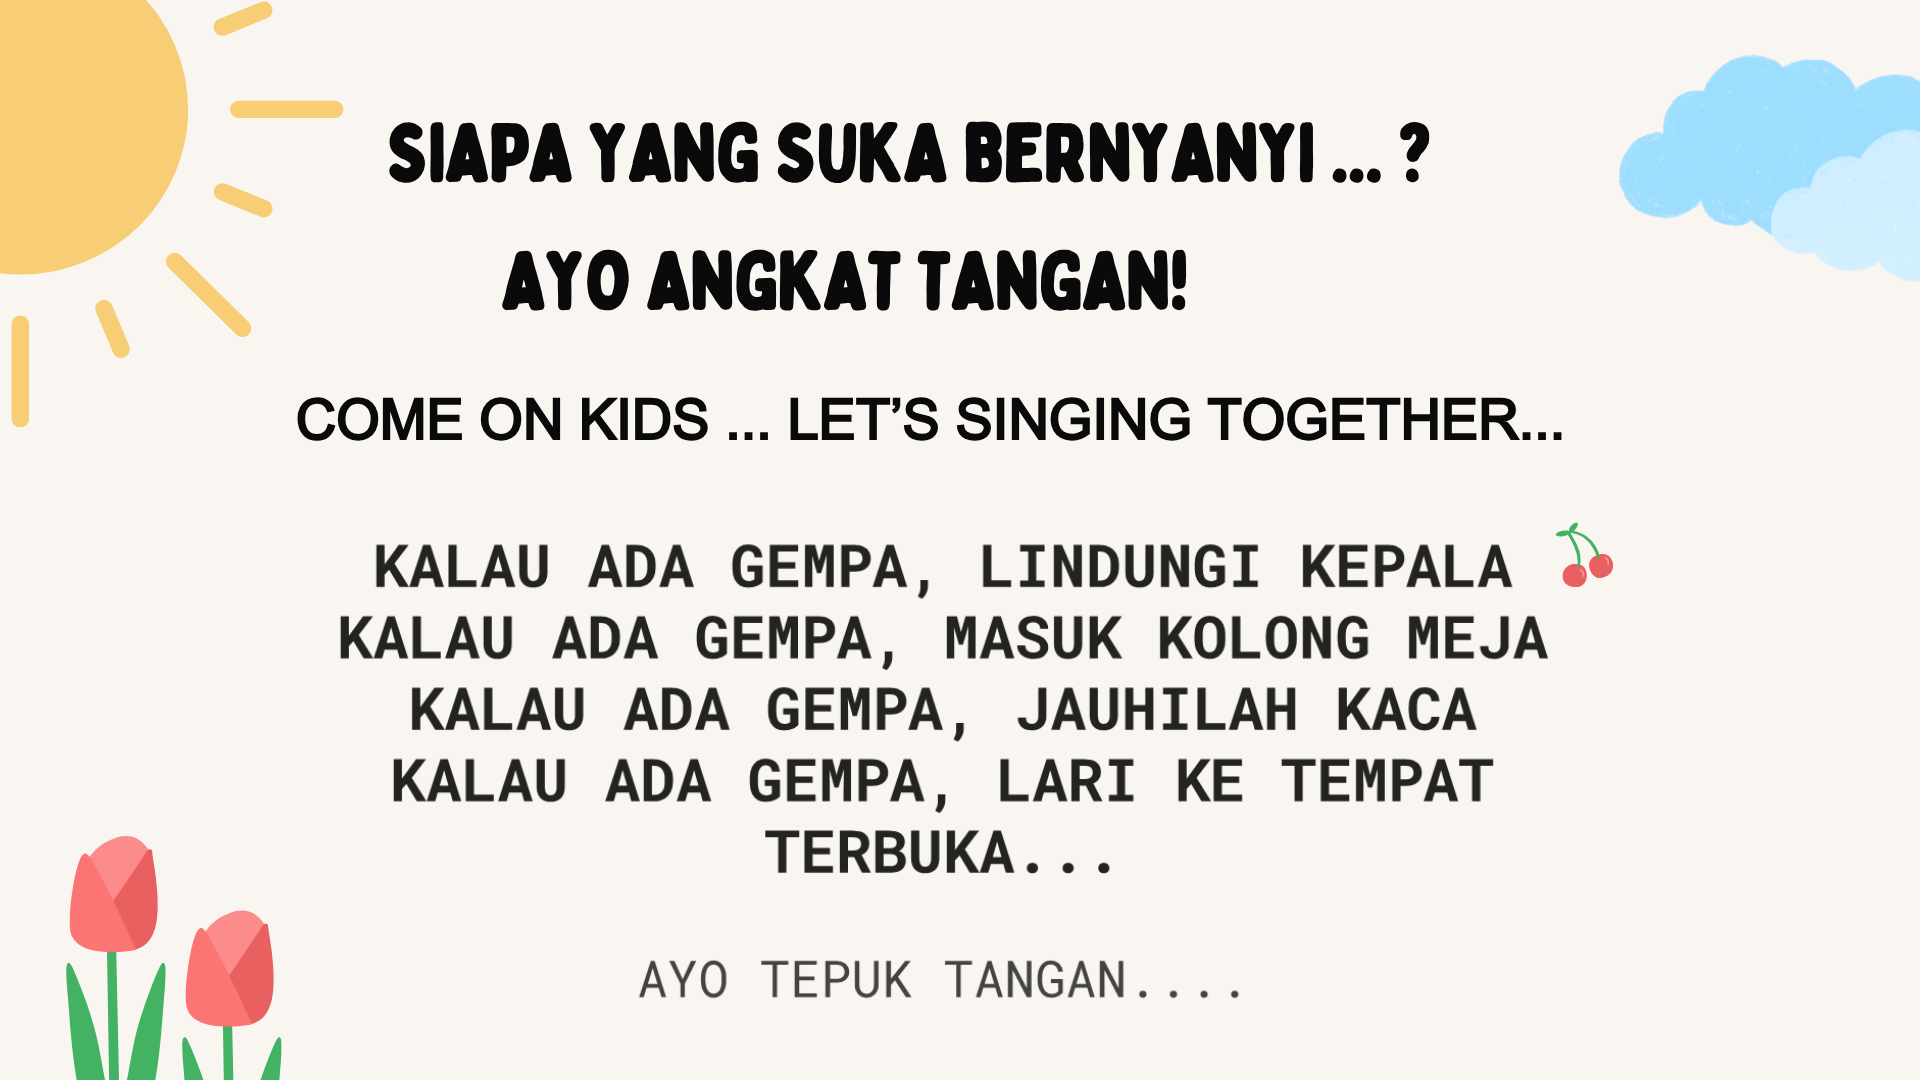 SIAPA YANG SUKA BERNYANYI ... ?
AYO ANGKAT TANGAN!
COME ON KIDS ... LET’S SINGING TOGETHER...
KALAU ADA GEMPA, LINDUNGI KEPALA
KALAU ADA GEMPA, MASUK KOLONG MEJA
KALAU ADA GEMPA, JAUHILAH KACA
KALAU ADA GEMPA, LARI KE TEMPAT
TERBUKA...
AYO TEPUK TANGAN....